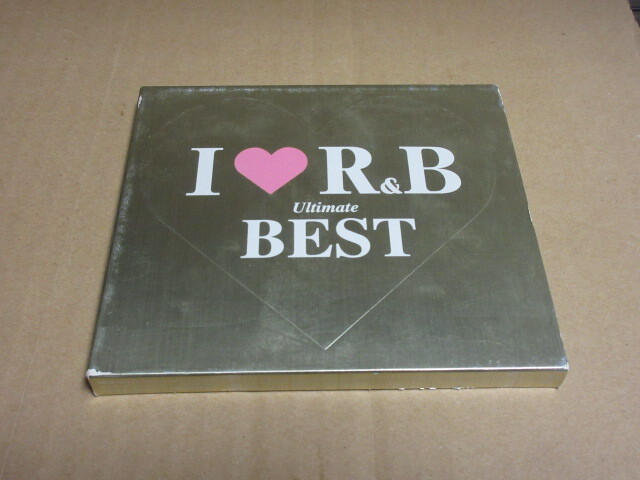 I ♥ R&B
Ultimate
BEST